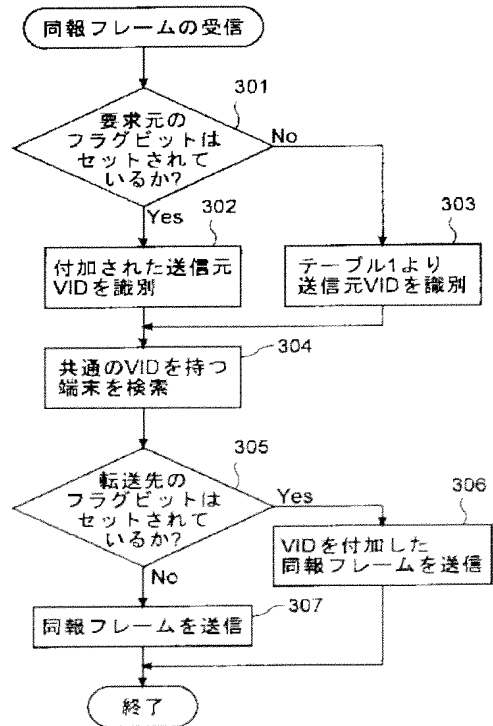 同報フレームの受信
301
要求元の
フラグビットは
セットされて
いるか?
No
Yes
302
付加された送信元
VIDを識別
303
テーブル1より
送信元VIDを識別
304
共通のVIDを持つ
端末を検索
305
転送先の
フラグビットは
セットされて
いるか?
Yes
No
306
VIDを付加した
同報フレームを送信
307
同報フレームを送信
終了